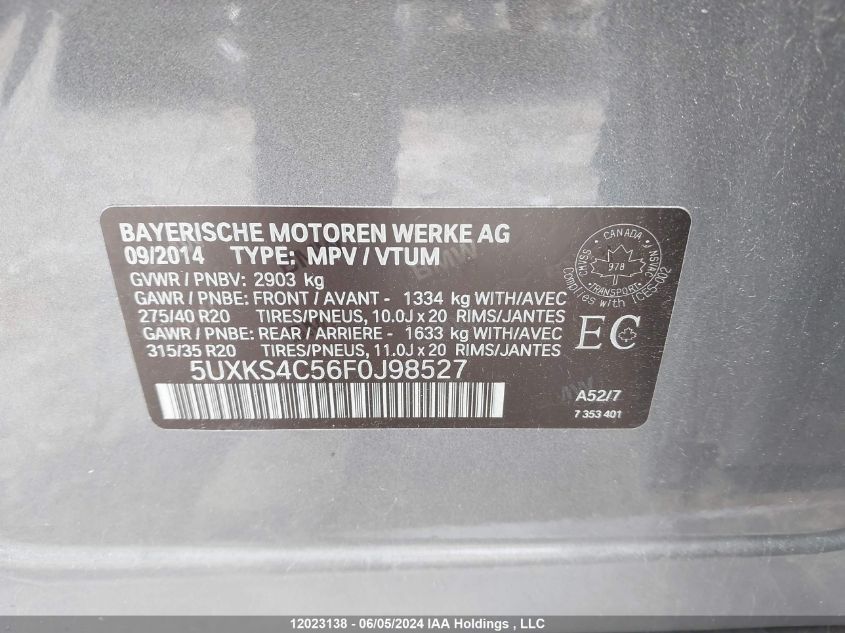 BAYERISCHE MOTOREN WERKE AG
09/2014 TYPE: MPV / VTUM
GVWR / PNBV: 2903 kg
GAWR / PNBE: FRONT / AVANT - 1334 kg WITH/AVEC
275/40 R20 TIRES/PNEUS, 10.0J x 20 RIMS/JANTES
GAWR / PNBE: REAR / ARRIERE - 1633 kg WITH/AVEC
315/35 R20 TIRES/PNEUS, 11.0J x 20 RIMS/JANTES
5UXKS4C56F0J98527
CANADA
CMVSS
NSVAC
978
TRANSPORT
Complies with ICES-002
EC
A52/7
7 353 401
12023138 - 06/05/2024 IAA Holdings , LLC